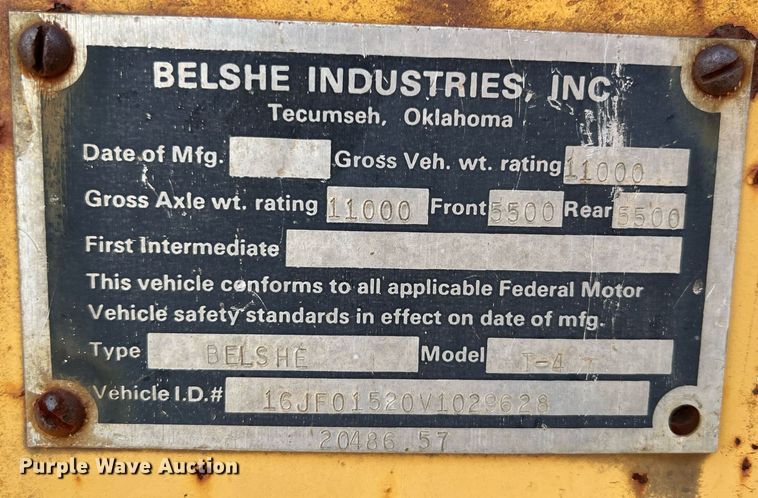 BELSHE INDUSTRIES, INC
Tecumseh, Oklahoma
Date of Mfg. Gross Veh. wt. rating 11000
Gross Axle wt. rating 11000 Front 5500 Rear 5500
First Intermediate
This vehicle conforms to all applicable Federal Motor
Vehicle safety standards in effect on date of mfg.
Type BELSHE Model T-4
Vehicle I.D.# 16JF01520V1029628
20486.57
Purple Wave Auction